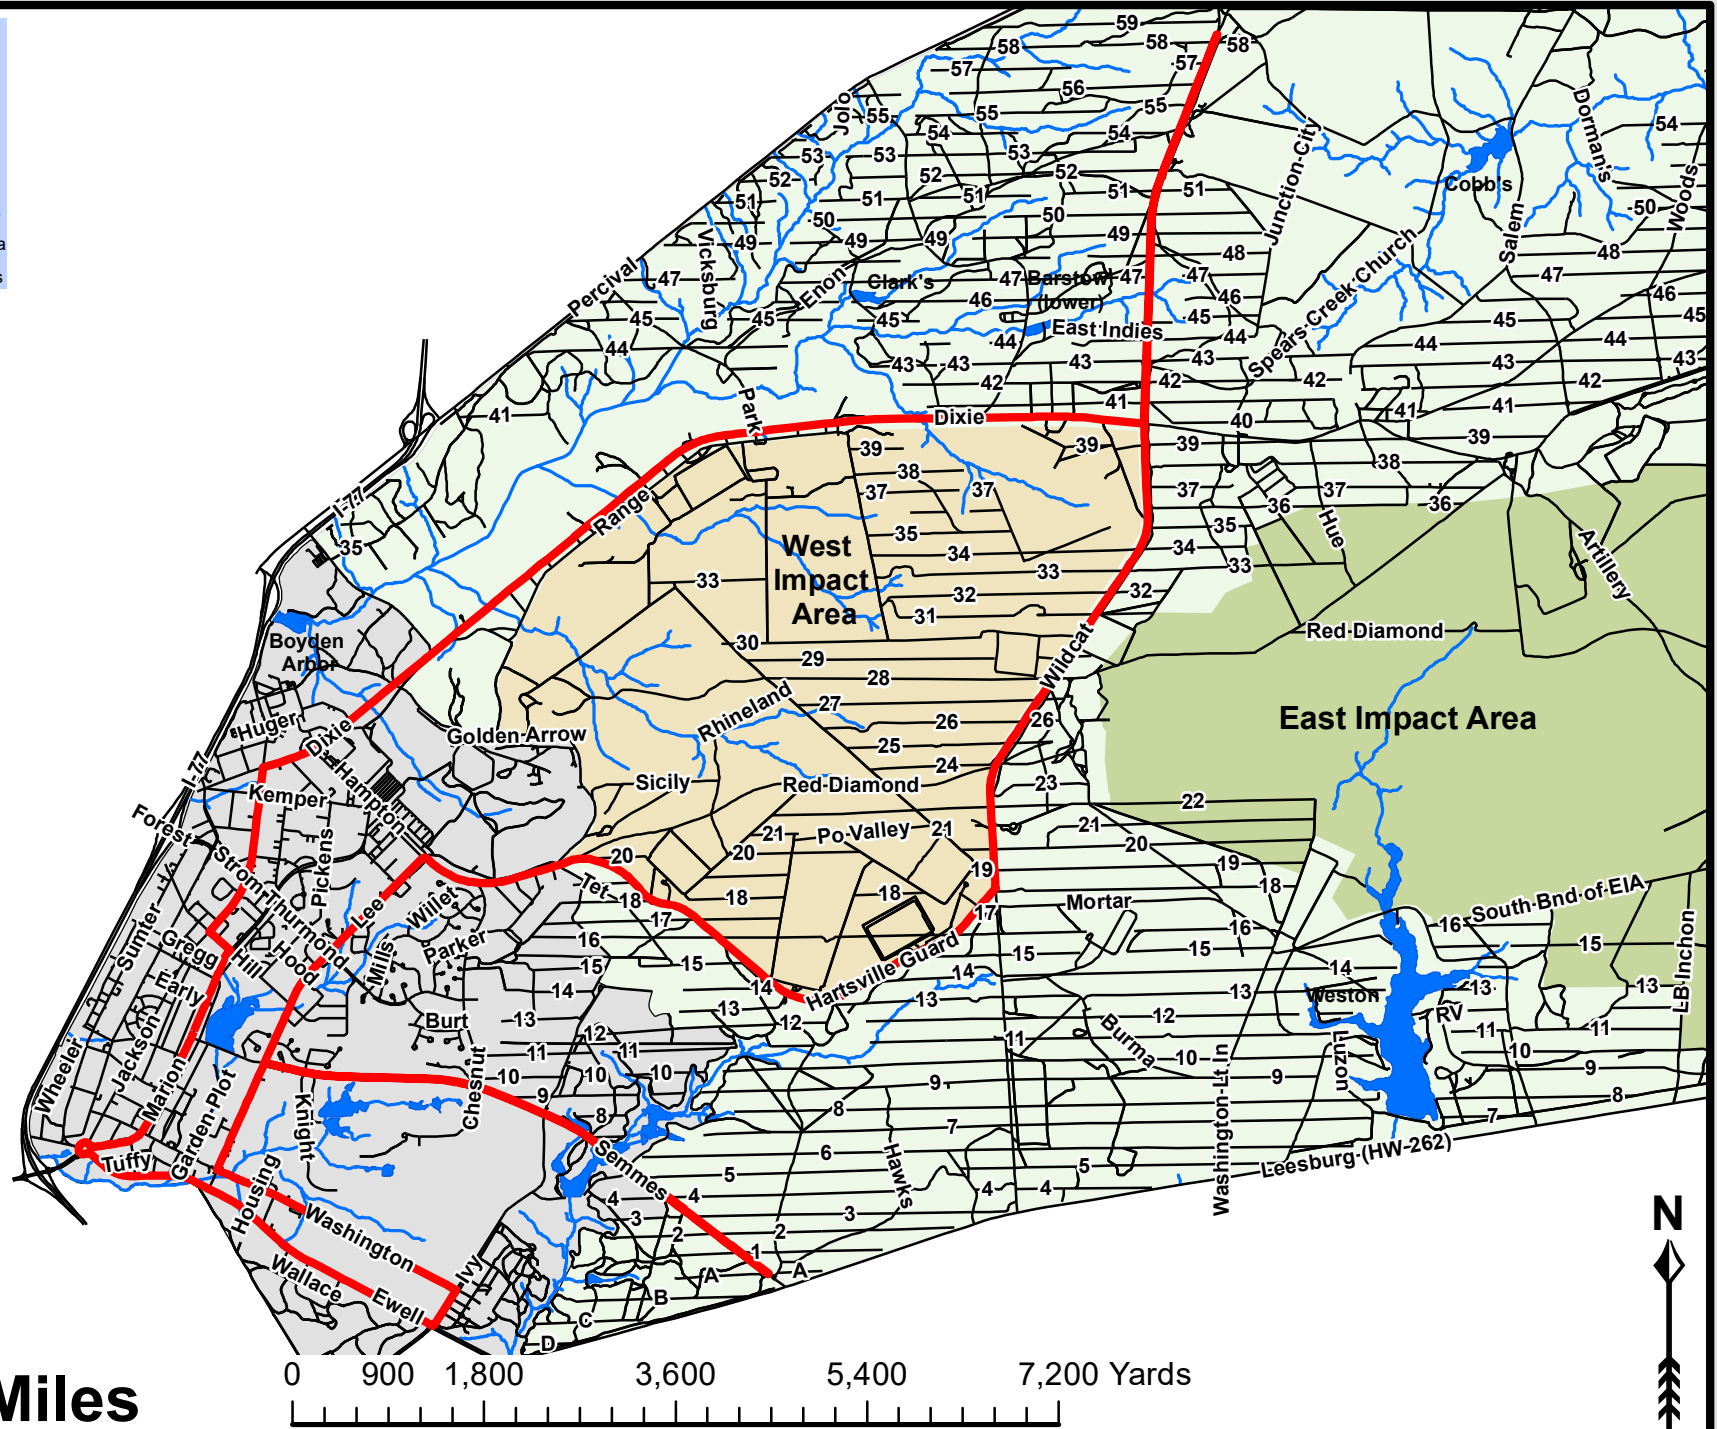 59
58
58
58
57
57
56
55
55
55
Jolo
54
54
54
Dormans
53
53
53
52
52
52
Junction City
Cobb's
51
51
51
51
51
Woods
50
50
50
49
49
49
49
Salem
48
48
Vicksburg
47
47
47
47
47
Percival
Enon
Clark's
Barstow
(lower)
Spears Creek Church
46
46
46
45
45
45
45
45
45
East Indies
44
44
44
44
44
43
43
43
43
43
43
42
42
42
42
Park
Dixie
41
41
41
41
40
39
39
39
39
38
38
37
37
37
37
36
36
I-77
Range
35
35
35
Hue
Artillery
West
Impact
Area
34
34
33
33
33
32
32
31
Boyden
Arbor
30
29
28
Wildcat
Red Diamond
Rhineland
27
26
26
East Impact Area
Huger
Dixie
Golden Arrow
25
24
I-77
Kemper
Hampton
Sicily
Red Diamond
23
22
Forest
Strom Thurmond
Pickens
21
Po Valley
21
21
20
20
20
19
19
18
18
18
18
Tet
Lee
Willet
17
17
Mortar
South Bnd of EIA
Sumter
Gregg
Hill
Hood
Mills
Parker
16
16
16
15
15
15
15
15
Hartsville Guard
Early
14
14
14
14
13
13
13
13
13
13
Weston
RV
LB Inchon
Jackson
Burt
12
12
12
11
11
11
11
11
Burma
Luzon
10
10
10
10
10
9
9
9
9
Wheeler
Marion
Garden Plot
Knight
Chesnut
8
8
8
7
7
Tuffy
Semmes
6
5
5
Hawks
Washington Lt Ln
Leesburg (HW-262)
4
4
4
4
3
3
Housing
Washington
2
2
1
Wallace
Ewell
Ivy
A
A
B
C
D
N
0 900 1,800 3,600 5,400 7,200 Yards
Miles